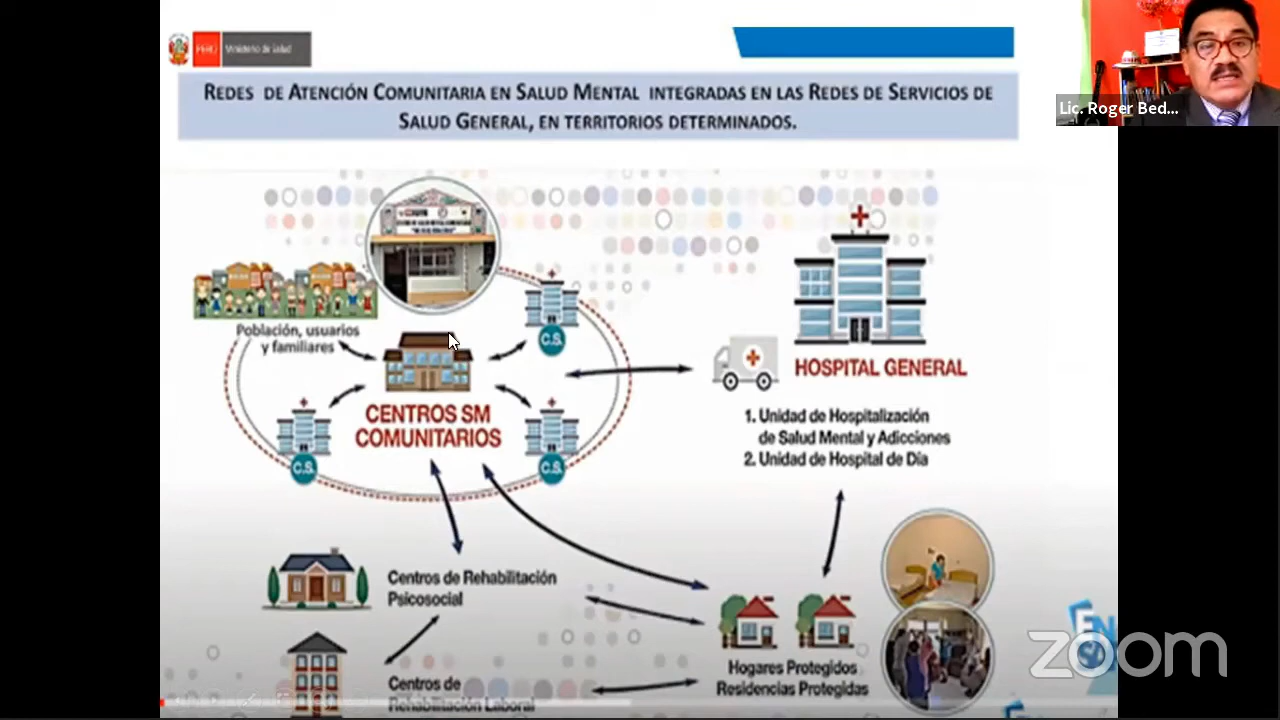 PERÚ Ministerio de Salud
REDES DE ATENCIÓN COMUNITARIA EN SALUD MENTAL INTEGRADAS EN LAS REDES DE SERVICIOS DE
SALUD GENERAL, EN TERRITORIOS DETERMINADOS.
Lic. Roger Bed...
Población, usuarios
y familiares
C.S.
CENTROS SM
COMUNITARIOS
C.S.
C.S.
HOSPITAL GENERAL
1. Unidad de Hospitalización
de Salud Mental y Adicciones
2. Unidad de Hospital de Día
Centros de Rehabilitación
Psicosocial
Centros de
Rehabilitación Laboral
Hogares Protegidos
Residencias Protegidas
zoom